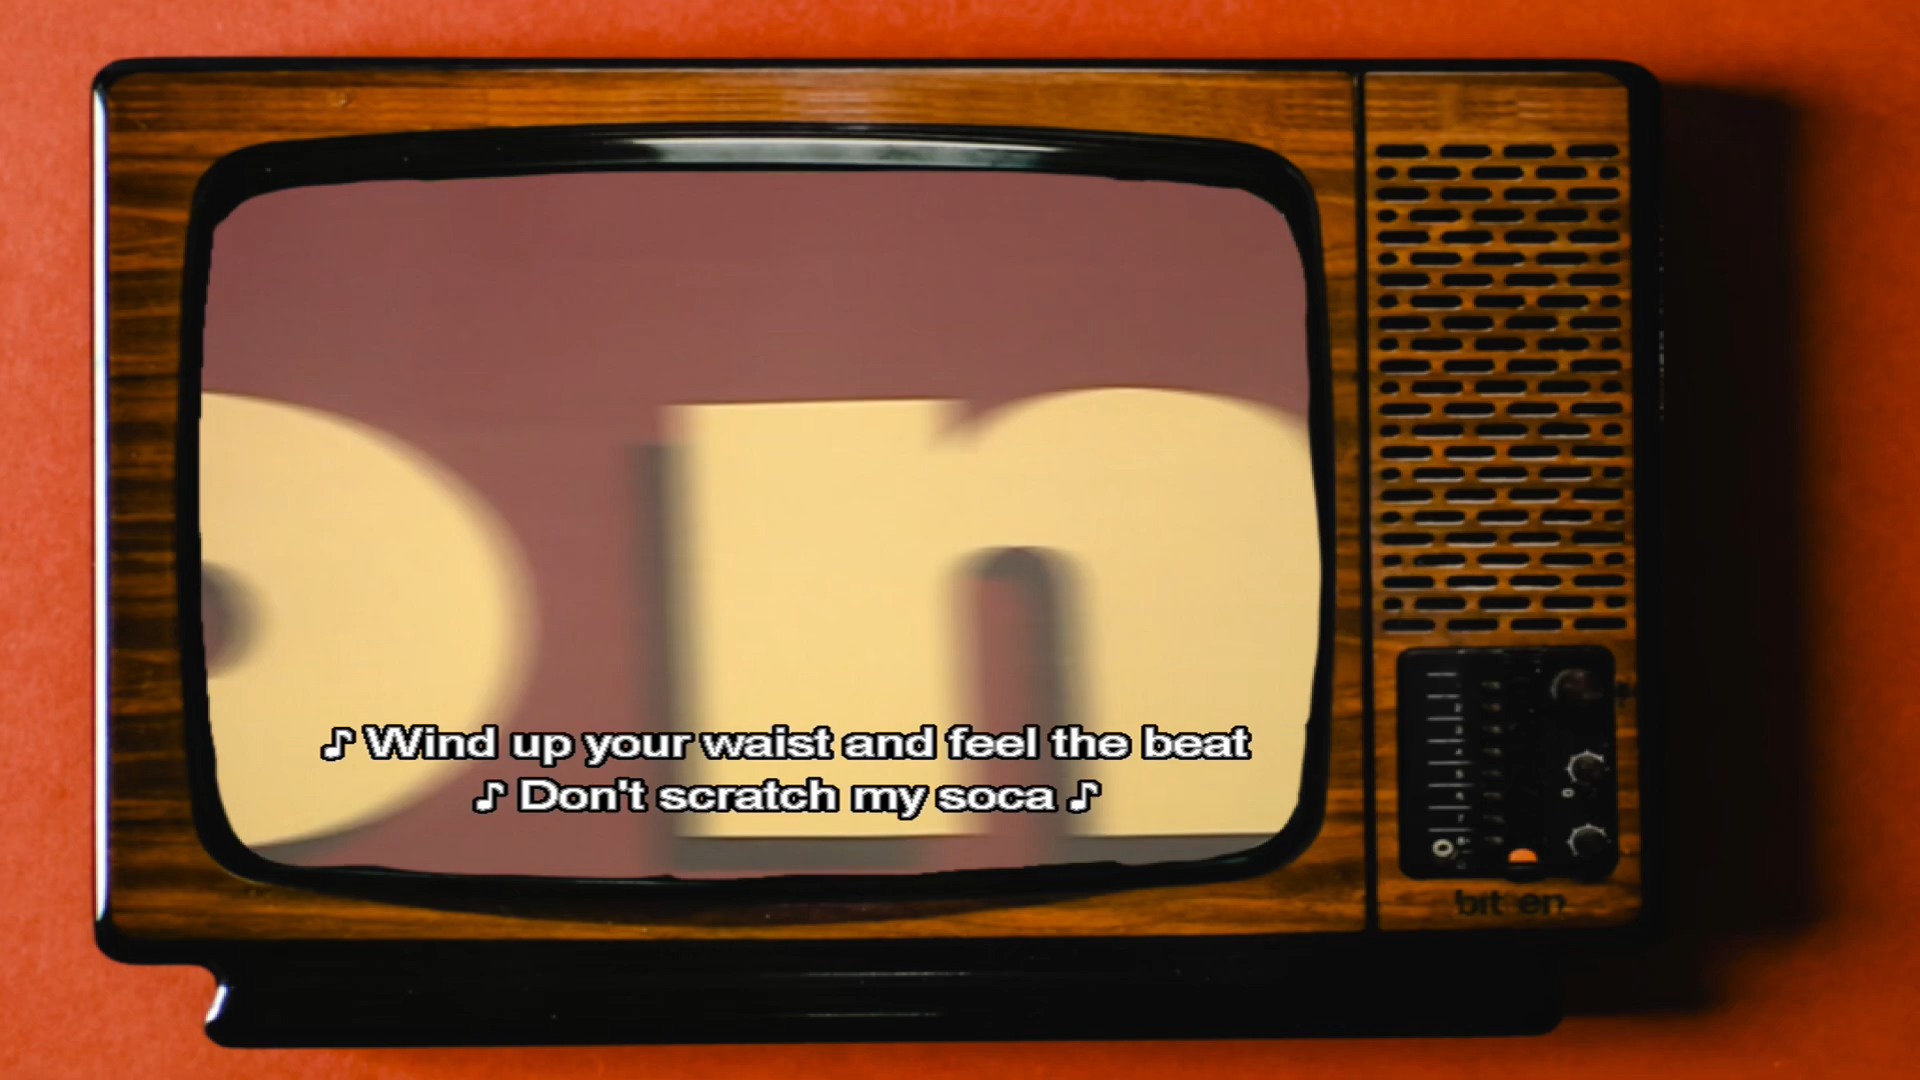 n
♪ Wind up your waist and feel the beat
♪ Don't scratch my soca ♪